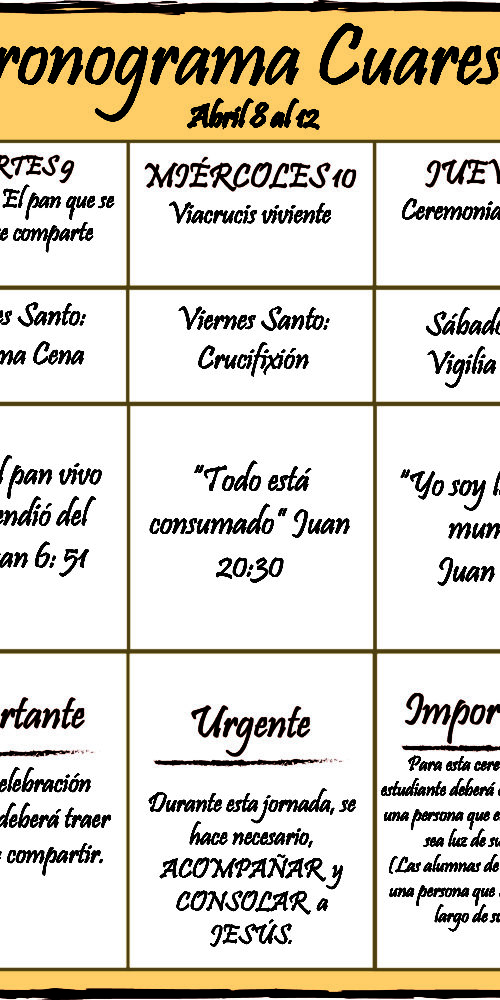 ronograma Cuares
Abril 8 al 12
RTES 9
El pan que se
e comparte
MIÉRCOLES 10
Viacrucis viviente
JUEV
Ceremonia
es Santo:
ma Cena
Viernes Santo:
Crucifixión
Sábado
Vigilia
l pan vivo
endió del
an 6: 51
"Todo está
consumado" Juan
20:30
"Yo soy l
mun
Juan
rtante
elebración
deberá traer
compartir.
Urgente
Durante esta jornada, se
hace necesario,
ACOMPAÑAR y
CONSOLAR a
JESÚS.
Impor
Para esta cere
estudiante deberá
una persona que e
sea luz de su
(Las alumnas de
una persona que
largo de su